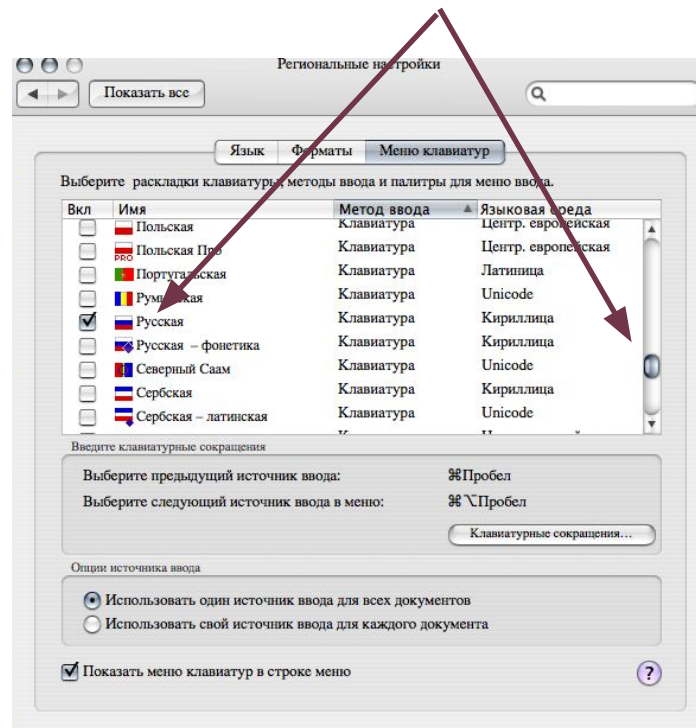 Региональные настройки
Показать все
Язык Форматы Меню клавиатур
Выберите раскладки клавиатуры, методы ввода и палитры для меню ввода.
Вкл Имя Метод ввода Языковая среда
Польская Клавиатура Центр. европейская
PRO Польская Про Клавиатура Центр. европейская
Португальская Клавиатура Латиница
Румынская Клавиатура Unicode
Русская Клавиатура Кириллица
Русская – фонетика Клавиатура Кириллица
Северный Саам Клавиатура Unicode
Сербская Клавиатура Кириллица
Сербская – латинская Клавиатура Unicode
Введите клавиатурные сокращения
Выберите предыдущий источник ввода: ⌘Пробел
Выберите следующий источник ввода в меню: ⌘⌥Пробел
Клавиатурные сокращения...
Опции источника ввода
Использовать один источник ввода для всех документов
Использовать свой источник ввода для каждого документа
Показать меню клавиатур в строке меню
?